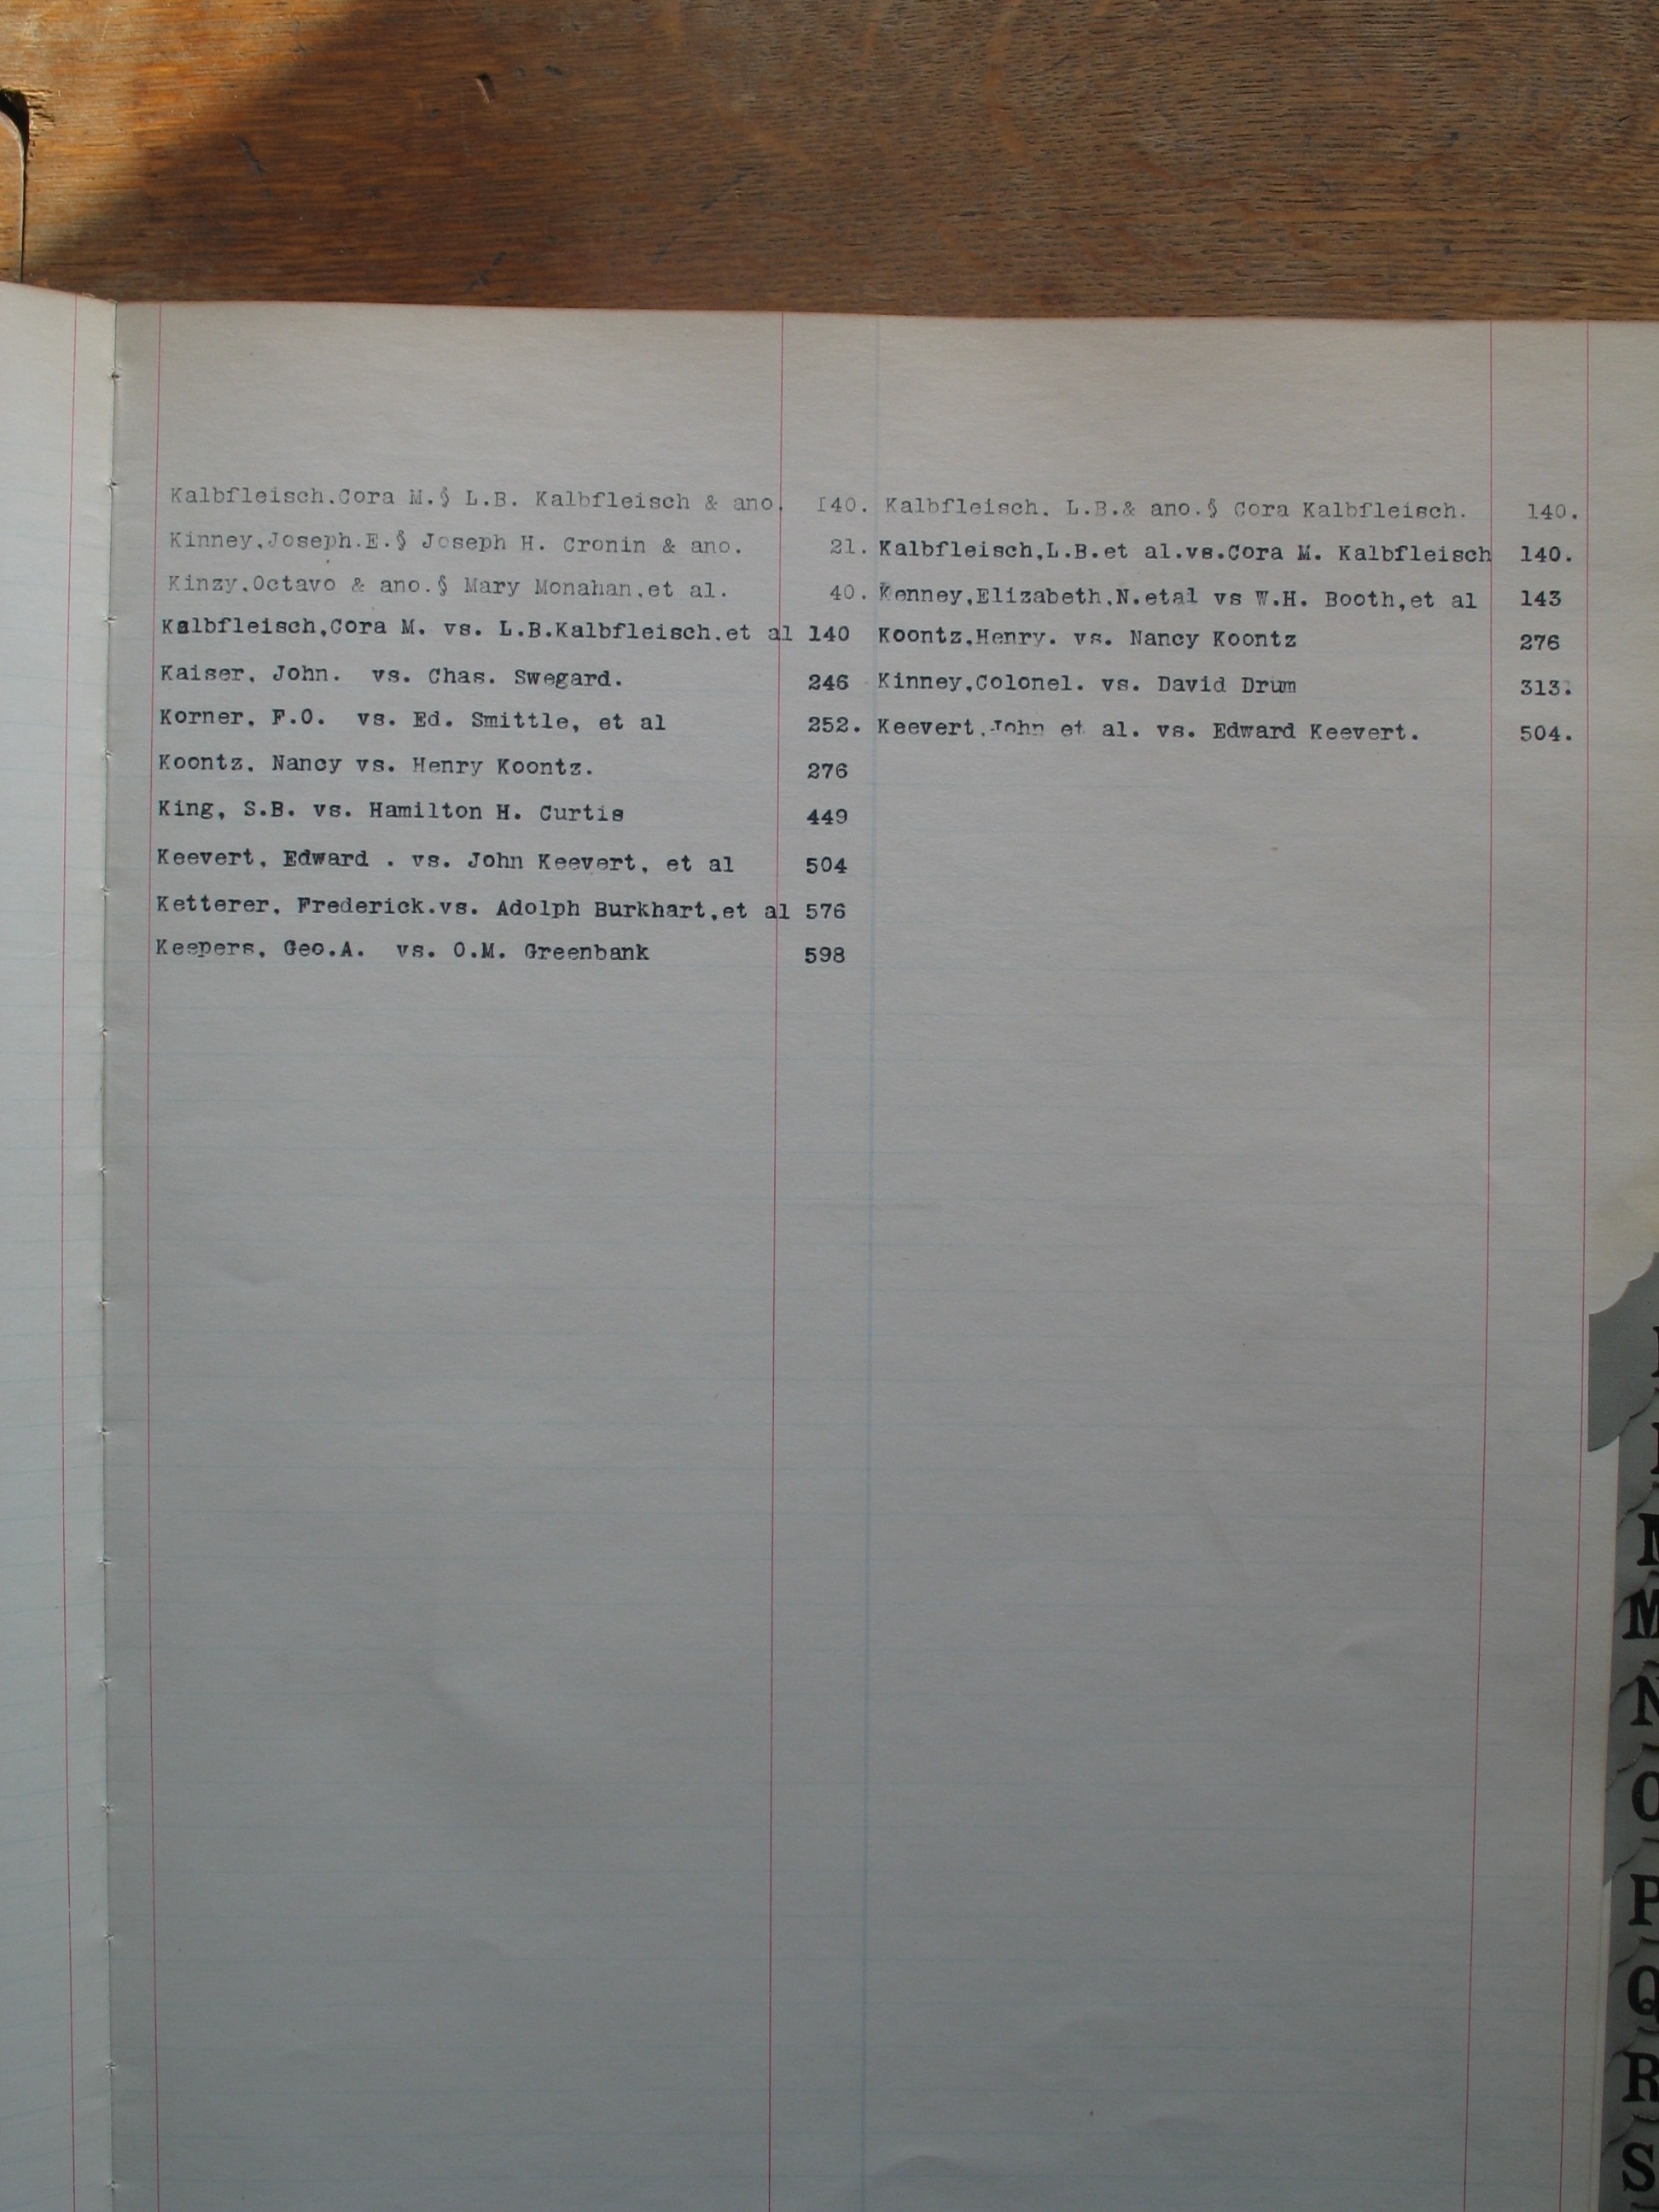 Kalbfleisch.Cora M.§ L.B. Kalbfleisch & ano. 140.
Kinney,Joseph.E.§ Joseph H. Cronin & ano. 21.
Kinzy,Octavo & ano.§ Mary Monahan,et al. 40.
Kalbfleisch,Cora M. vs. L.B.Kalbfleisch,et al 140
Kaiser, John. vs. Chas. Swegard. 246
Korner, F.O. vs. Ed. Smittle, et al 252.
Koontz, Nancy vs. Henry Koontz. 276
King, S.B. vs. Hamilton H. Curtis 449
Keevert, Edward . vs. John Keevert, et al 504
Ketterer, Frederick.vs. Adolph Burkhart,et al 576
Keepers, Geo.A. vs. O.M. Greenbank 598
Kalbfleisch, L.B.& ano.§ Cora Kalbfleisch. 140.
Kalbfleisch,L.B.et al.vs.Cora M. Kalbfleisch 140.
Kenney,Elizabeth,N.etal vs W.H. Booth,et al 143
Koontz,Henry. vs. Nancy Koontz 276
Kinney,Colonel. vs. David Drum 313.
Keevert,John et al. vs. Edward Keevert. 504.
M
N
O
P
Q
R
S